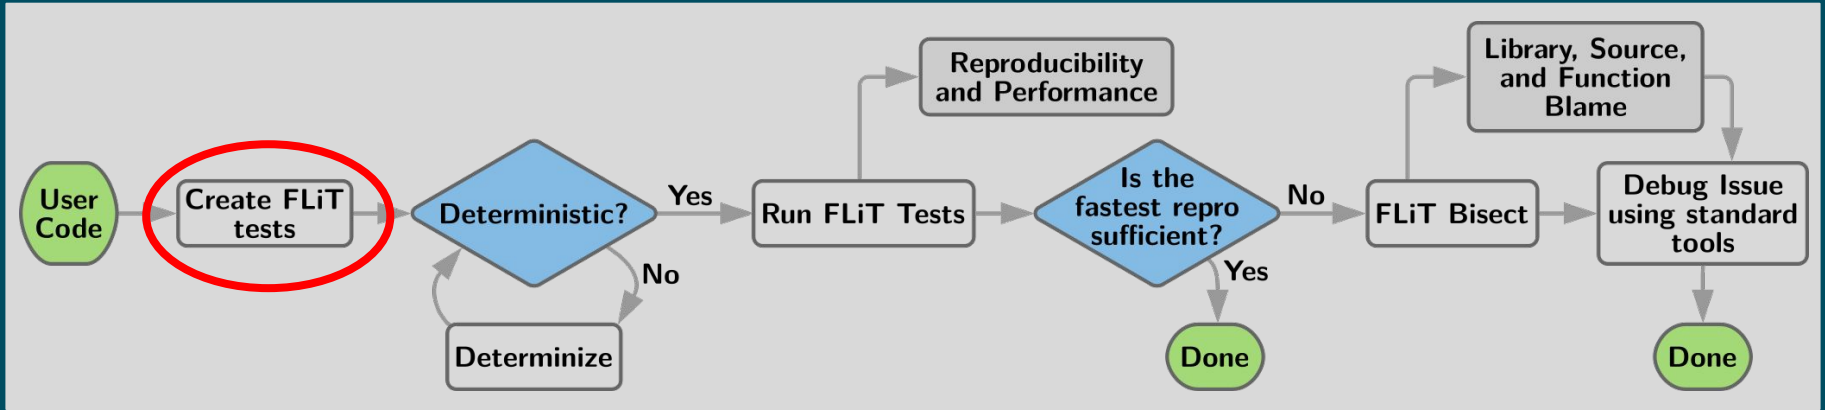 User
Code
Create FLiT
tests
Deterministic?
Yes
No
Determinize
Run FLiT Tests
Reproducibility
and Performance
Is the
fastest repro
sufficient?
Yes
Done
No
FLiT Bisect
Library, Source,
and Function
Blame
Debug Issue
using standard
tools
Done